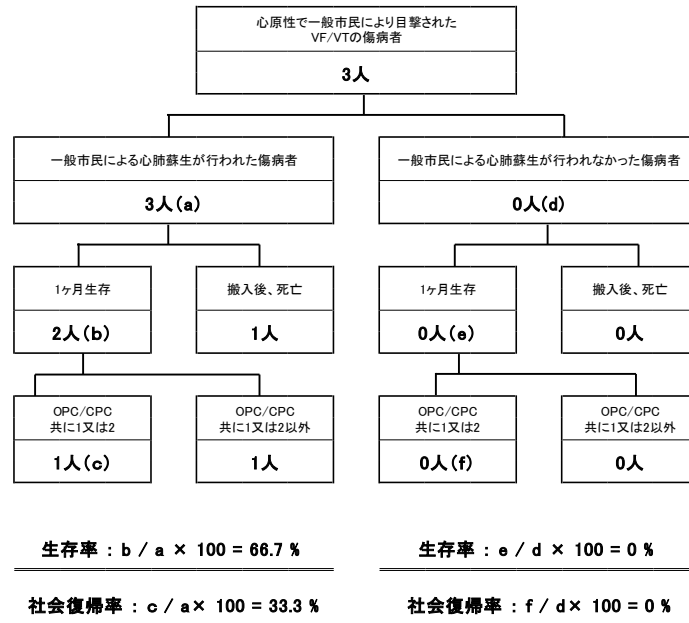 心原性で一般市民により目撃された
VF/VTの傷病者
3人
一般市民による心肺蘇生が行われた傷病者
3人(a)
一般市民による心肺蘇生が行われなかった傷病者
0人(d)
1ヶ月生存
2人(b)
搬入後、死亡
1人
1ヶ月生存
0人(e)
搬入後、死亡
0人
OPC/CPC
共に1又は2
1人(c)
OPC/CPC
共に1又は2以外
1人
OPC/CPC
共に1又は2
0人(f)
OPC/CPC
共に1又は2以外
0人
生存率 : b / a × 100 = 66.7 %
生存率 : e / d × 100 = 0 %
社会復帰率 : c / a× 100 = 33.3 %
社会復帰率 : f / d× 100 = 0 %